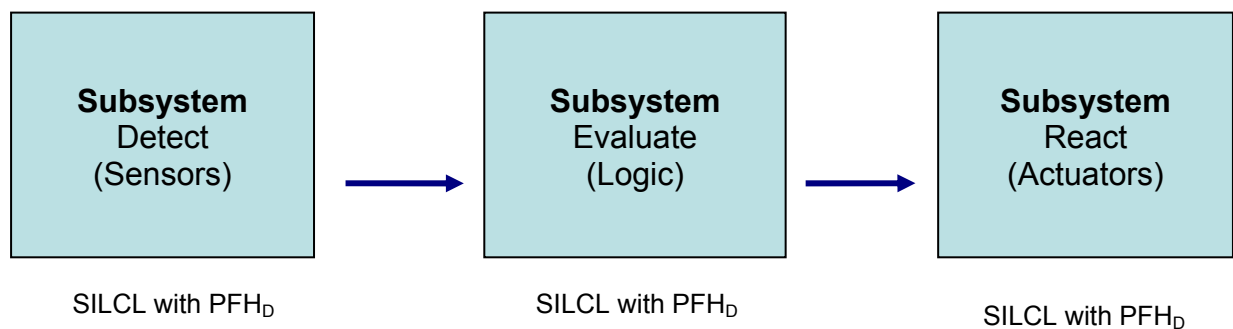 Subsystem
Detect
(Sensors)
Subsystem
Evaluate
(Logic)
Subsystem
React
(Actuators)
SILCL with PFHD
SILCL with PFHD
SILCL with PFHD